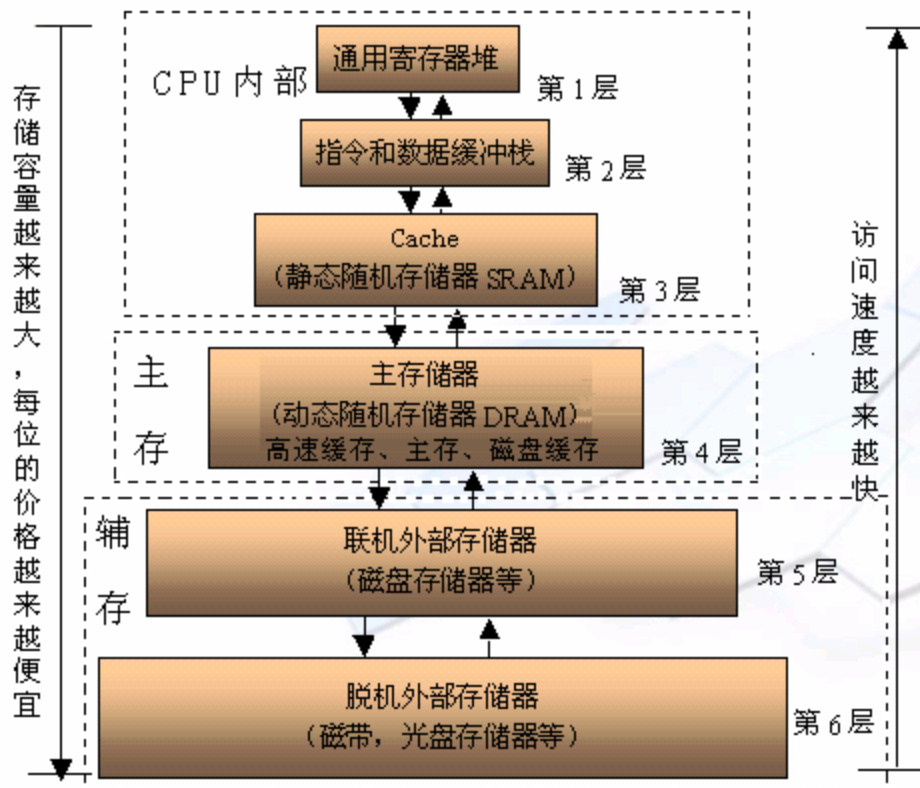 通用寄存器堆
CPU内部
第1层
指令和数据缓冲栈
第2层
Cache
(静态随机存储器 SRAM)
第3层
主存
主存储器
(动态随机存储器 DRAM)
高速缓存、主存、磁盘缓存
第4层
辅存
联机外部存储器
(磁盘存储器等)
第5层
脱机外部存储器
(磁带，光盘存储器等)
第6层
存储容量越来越大，每位的价格越来越便宜
访问速度越来越快